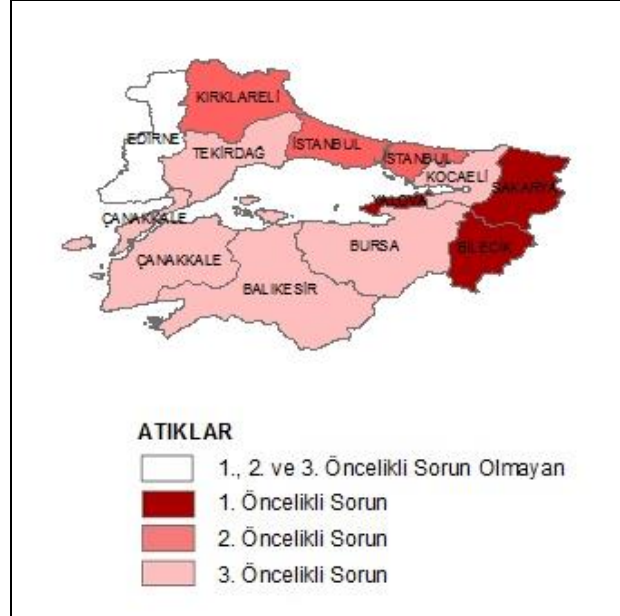 KIRKLARELİ
EDİRNE
TEKİRDAĞ
İSTANBUL
İSTANBUL
KOCAELİ
SAKARYA
YALOVA
ÇANAKKALE
BİLECİK
BURSA
ÇANAKKALE
BALIKESİR
ATIKLAR
1., 2. ve 3. Öncelikli Sorun Olmayan
1. Öncelikli Sorun
2. Öncelikli Sorun
3. Öncelikli Sorun